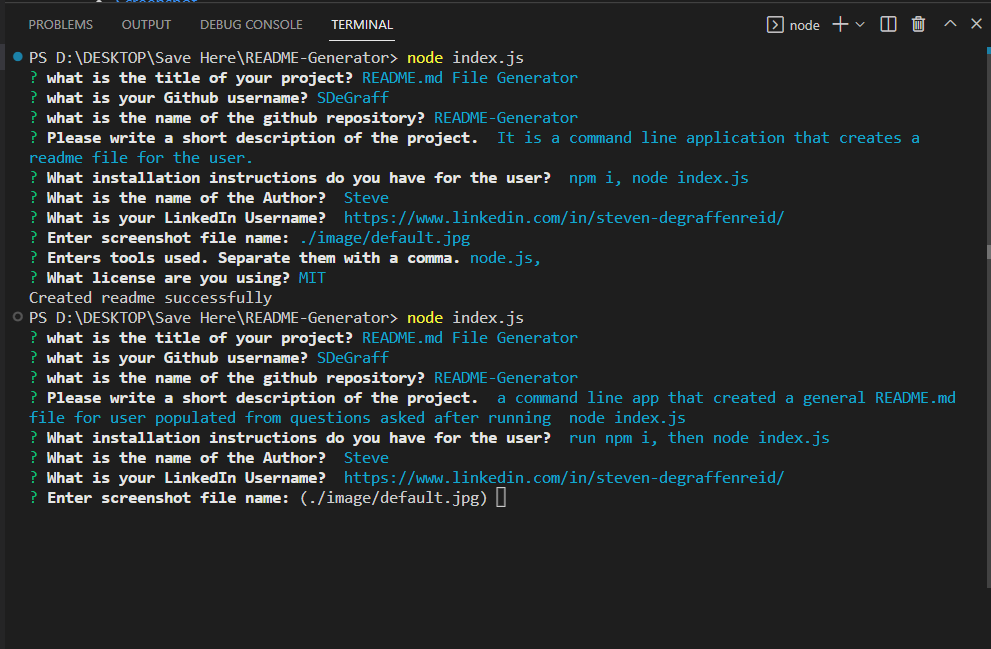 PROBLEMS OUTPUT DEBUG CONSOLE TERMINAL node
PS D:\DESKTOP\Save Here\README-Generator> node index.js
? what is the title of your project? README.md File Generator
? what is your Github username? SDeGraff
? what is the name of the github repository? README-Generator
? Please write a short description of the project.  It is a command line application that creates a
readme file for the user.
? What installation instructions do you have for the user?  npm i, node index.js
? What is the name of the Author?  Steve
? What is your LinkedIn Username?  https://www.linkedin.com/in/steven-degraffenreid/
? Enter screenshot file name: ./image/default.jpg
? Enters tools used. Separate them with a comma. node.js,
? What license are you using? MIT
Created readme successfully
PS D:\DESKTOP\Save Here\README-Generator> node index.js
? what is the title of your project? README.md File Generator
? what is your Github username? SDeGraff
? what is the name of the github repository? README-Generator
? Please write a short description of the project.  a command line app that created a general README.md
file for user populated from questions asked after running  node index.js
? What installation instructions do you have for the user?  run npm i, then node index.js
? What is the name of the Author?  Steve
? What is your LinkedIn Username?  https://www.linkedin.com/in/steven-degraffenreid/
? Enter screenshot file name: (./image/default.jpg)